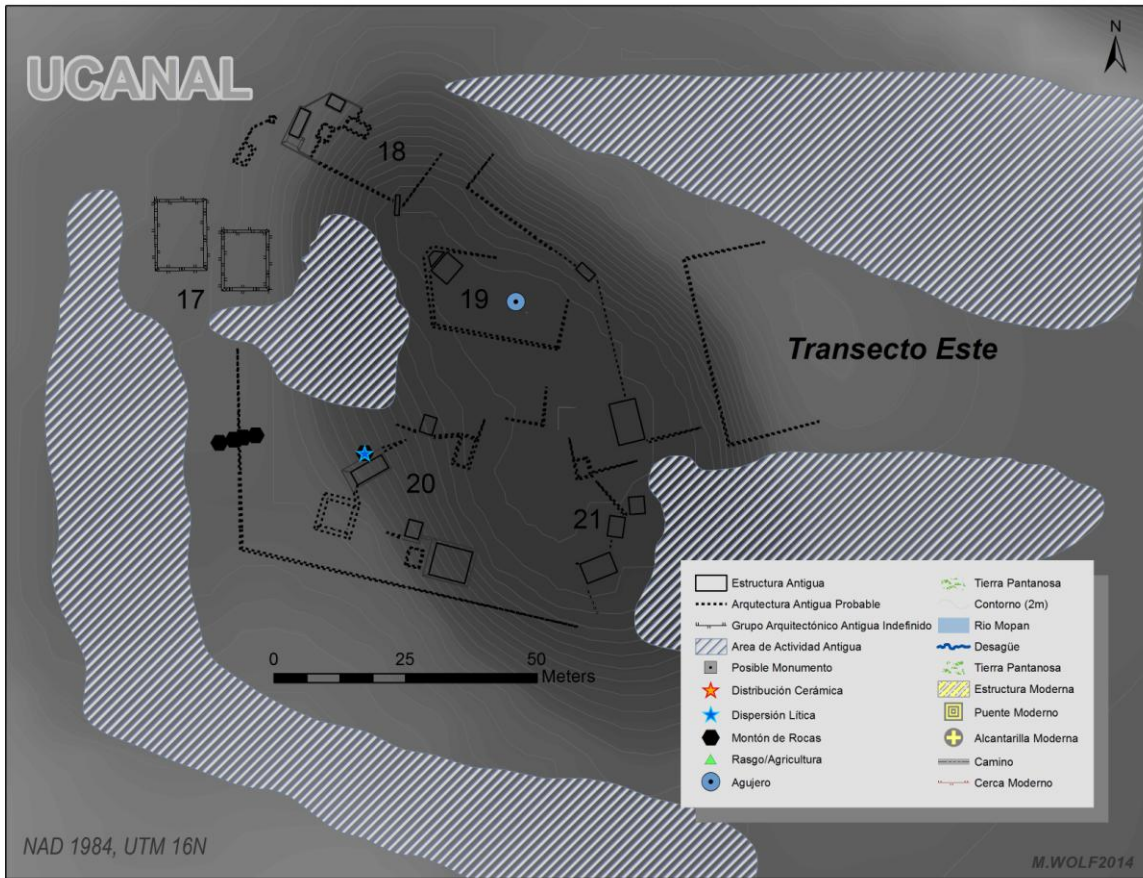 N
UCANAL
18
17
19
Transecto Este
20
21
0 25 50
Meters
Estructura Antigua
Arqutectura Antigua Probable
Grupo Arquitectónico Antigua Indefinido
Area de Actividad Antigua
Posible Monumento
Distribución Cerámica
Dispersión Lítica
Montón de Rocas
Rasgo/Agricultura
Agujero
Tierra Pantanosa
Contorno (2m)
Rio Mopan
Desagüe
Tierra Pantanosa
Estructura Moderna
Puente Moderno
Alcantarilla Moderna
Camino
Cerca Moderno
NAD 1984, UTM 16N
M.WOLF2014